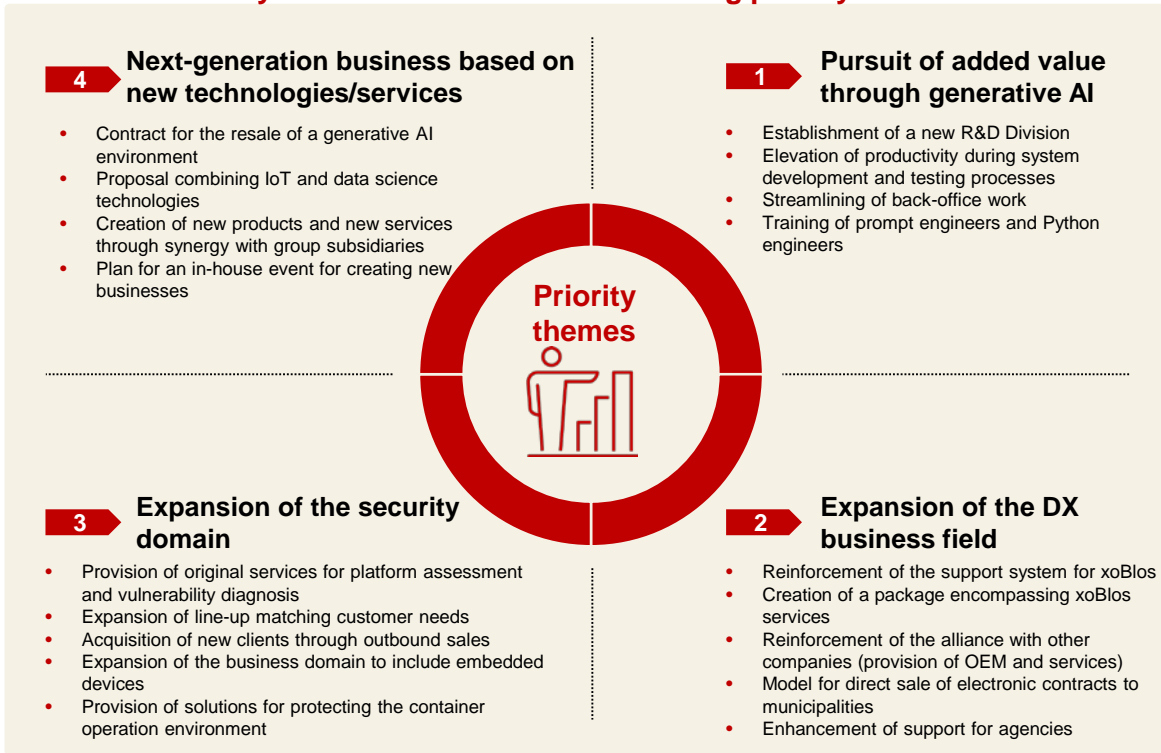 4
Next-generation business based on
new technologies/services
• Contract for the resale of a generative AI
environment
• Proposal combining IoT and data science
technologies
• Creation of new products and new services
through synergy with group subsidiaries
• Plan for an in-house event for creating new
businesses
1
Pursuit of added value
through generative AI
• Establishment of a new R&D Division
• Elevation of productivity during system
development and testing processes
• Streamlining of back-office work
• Training of prompt engineers and Python
engineers
Priority
themes
3
Expansion of the security
domain
• Provision of original services for platform assessment
and vulnerability diagnosis
• Expansion of line-up matching customer needs
• Acquisition of new clients through outbound sales
• Expansion of the business domain to include embedded
devices
• Provision of solutions for protecting the container
operation environment
2
Expansion of the DX
business field
• Reinforcement of the support system for xoBlos
• Creation of a package encompassing xoBlos
services
• Reinforcement of the alliance with other
companies (provision of OEM and services)
• Model for direct sale of electronic contracts to
municipalities
• Enhancement of support for agencies